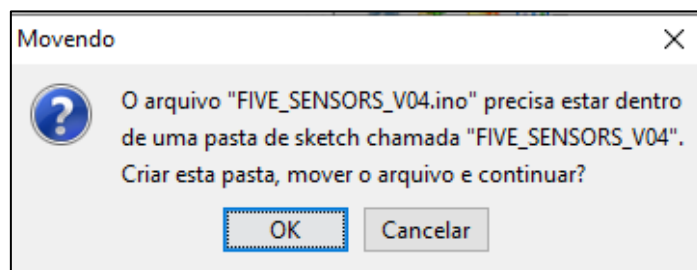 Movendo
O arquivo "FIVE_SENSORS_V04.ino" precisa estar dentro
de uma pasta de sketch chamada "FIVE_SENSORS_V04".
Criar esta pasta, mover o arquivo e continuar?
OK Cancelar